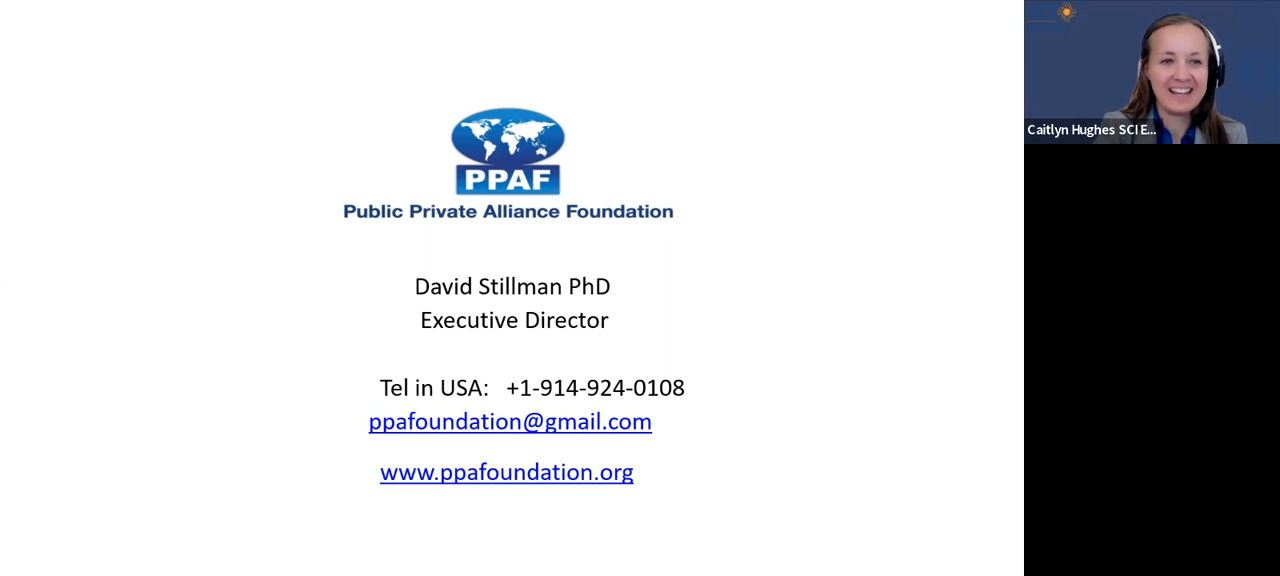 PPAF
Public Private Alliance Foundation
David Stillman PhD
Executive Director
Tel in USA: +1-914-924-0108
ppafoundation@gmail.com
www.ppafoundation.org
Caitlyn Hughes SCI E...